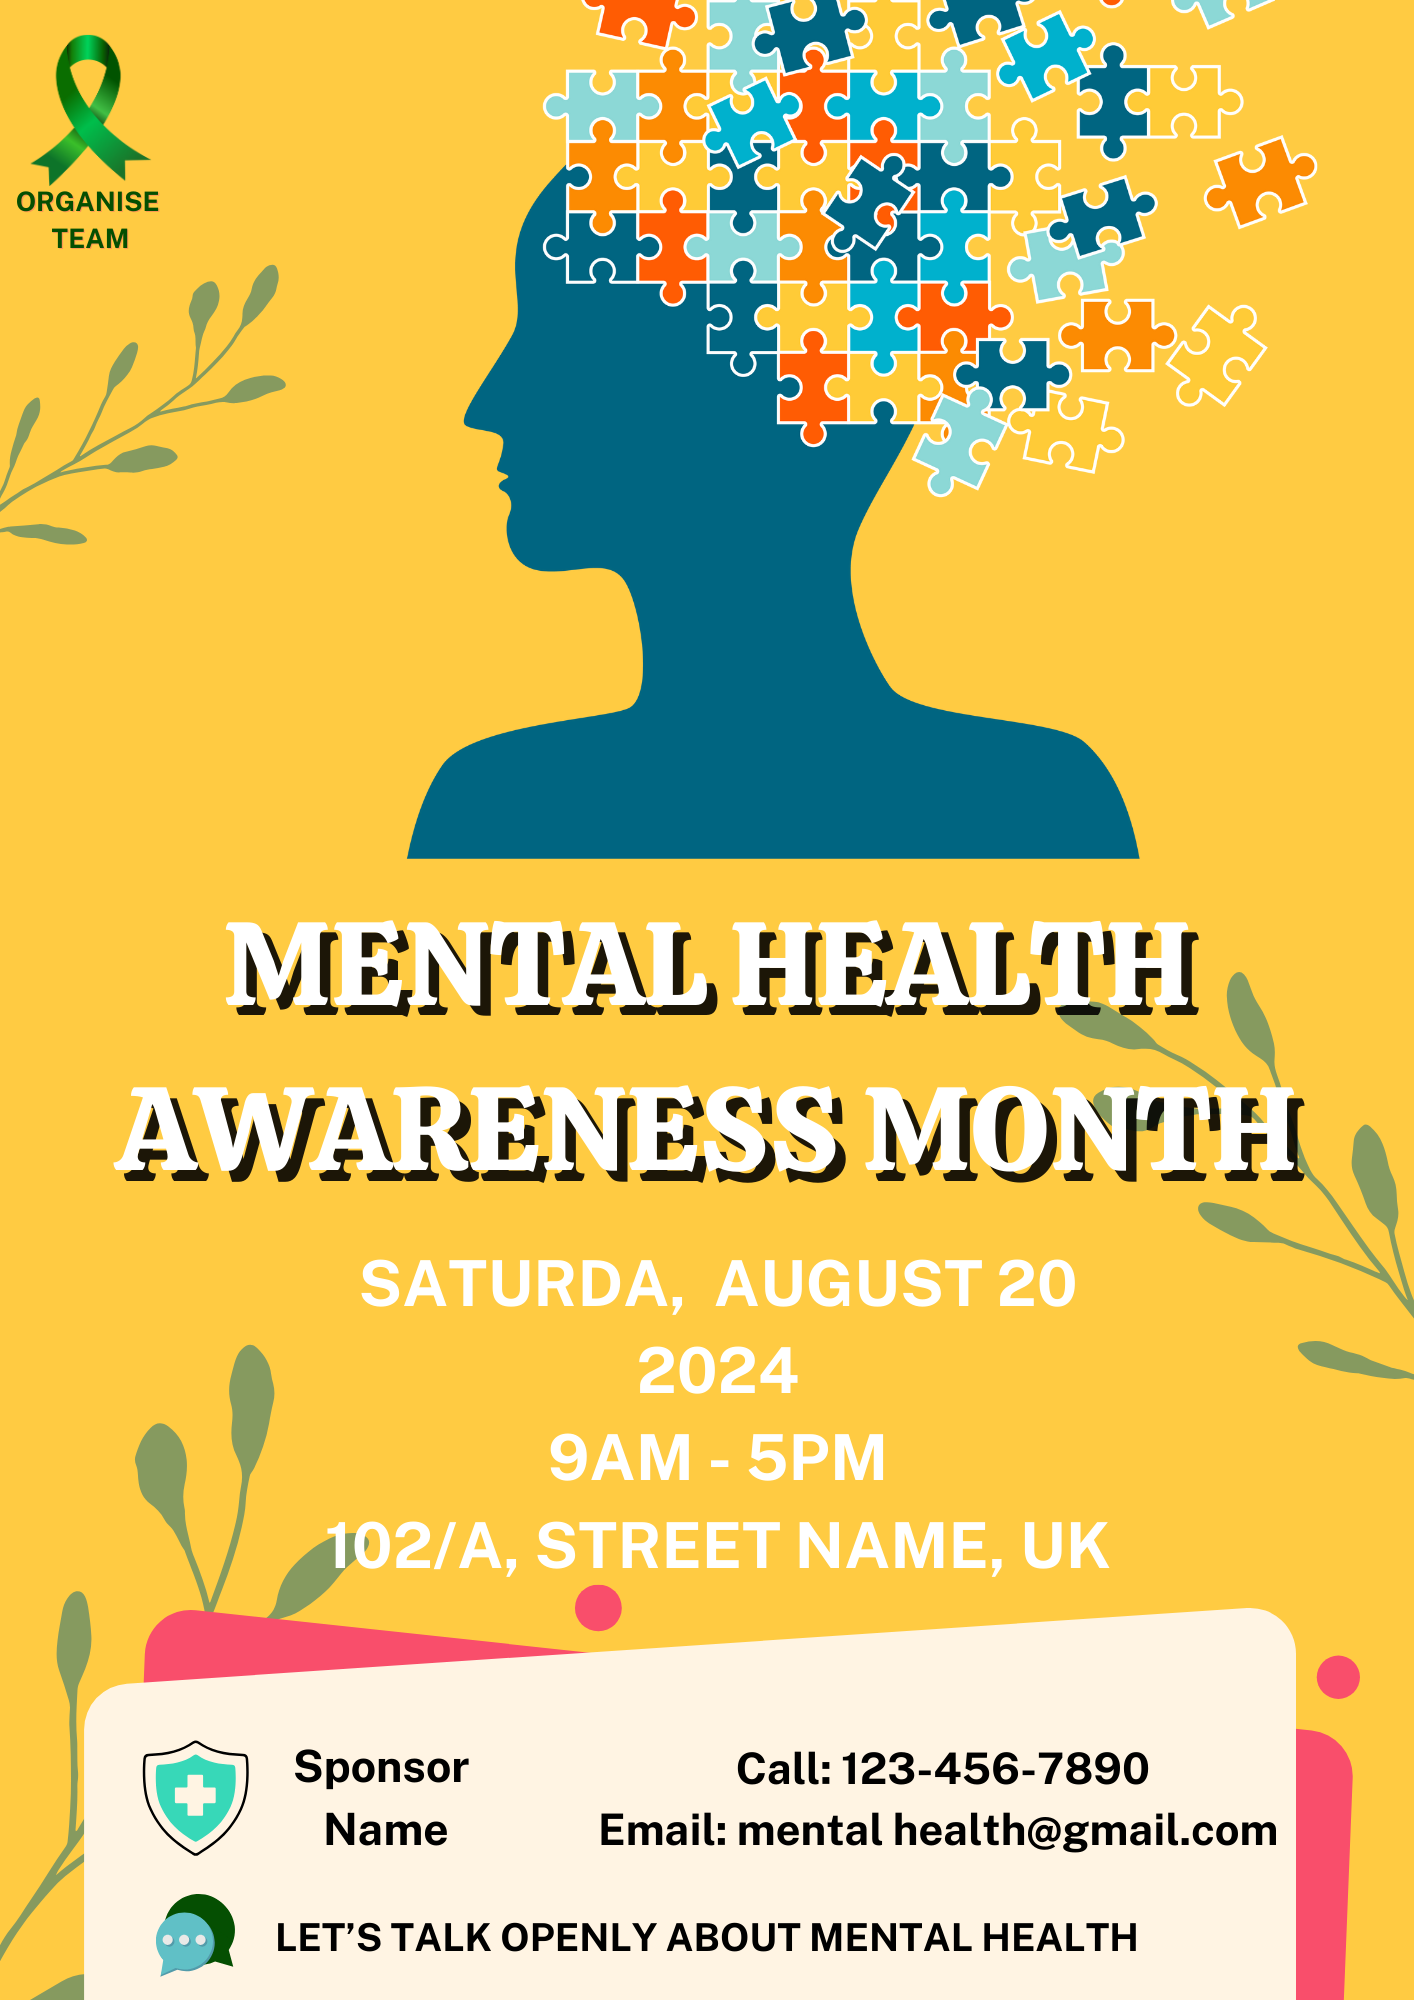 ORGANISE
TEAM
MENTAL HEALTH
AWARENESS MONTH
SATURDA, AUGUST 20
2024
9AM - 5PM
102/A, STREET NAME, UK
Sponsor
Name
Call: 123-456-7890
Email: mental health@gmail.com
LET’S TALK OPENLY ABOUT MENTAL HEALTH